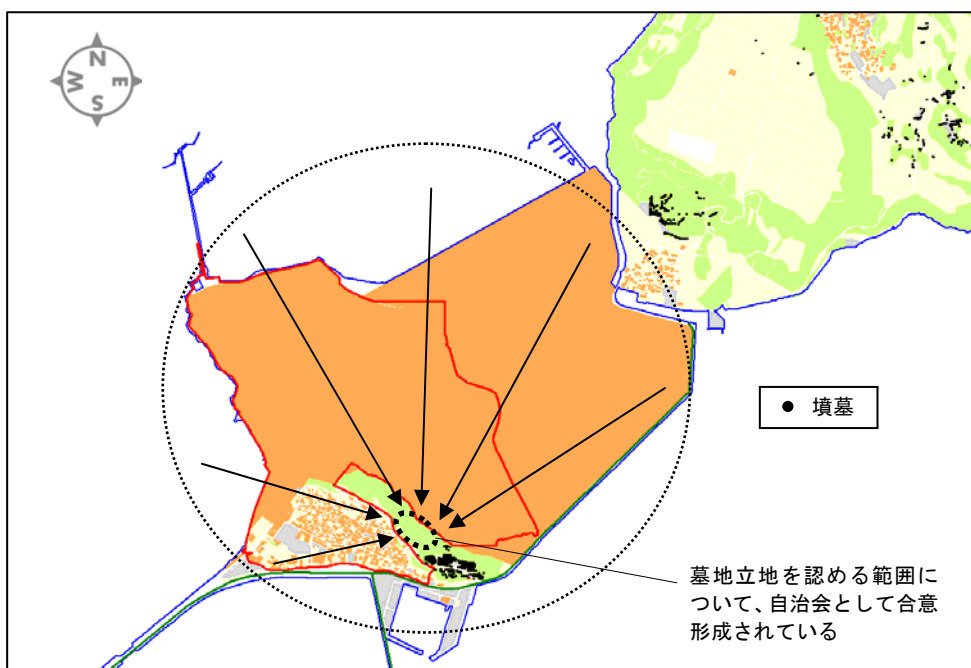 N
W
E
S
● 墳墓
墓地立地を認める範囲に
ついて、自治会として合意
形成されている